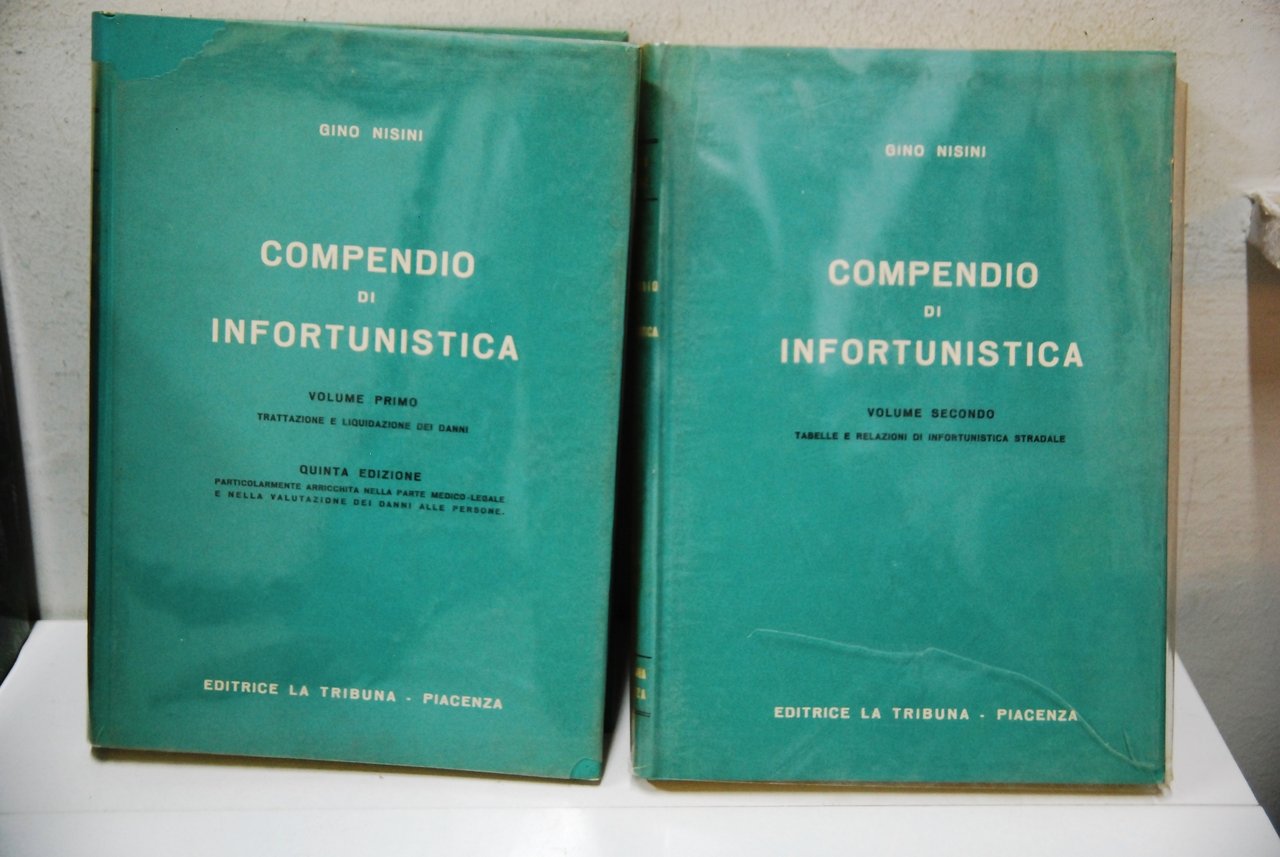 GINO NISINI
COMPENDIO
DI
INFORTUNISTICA
VOLUME PRIMO
TRATTAZIONE E LIQUIDAZIONE DEI DANNI
QUINTA EDIZIONE
PARTICOLARMENTE ARRICCHITA NELLA PARTE MEDICO-LEGALE
E NELLA VALUTAZIONE DEI DANNI ALLE PERSONE.
EDITRICE LA TRIBUNA - PIACENZA
GINO NISINI
COMPENDIO
DI
INFORTUNISTICA
VOLUME SECONDO
TABELLE E RELAZIONI DI INFORTUNISTICA STRADALE
EDITRICE LA TRIBUNA - PIACENZA